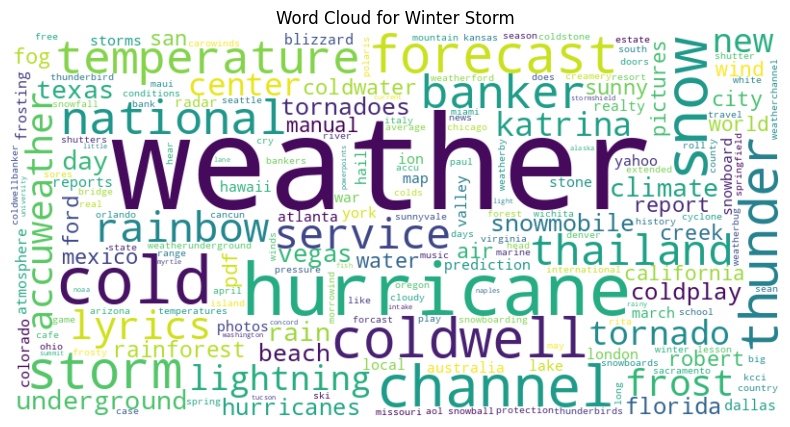 Word Cloud for Winter Storm
free
carowinds
storms
san
blizzard
polaris
mountain
kansas
season
coldstone
estate
south
doors
shutter
new
fog
temperature
forecast
snow
thunderbird
maui
conditions
center
coldwater
banker
weatherford
does
creamery
resort
sunny
pictures
white
wind
frosting
texas
snowfall
bank
seattle
radar
tornadoes
miami
news
stormshield
realty
city
travel
weatherchannel
shutters
national
manual
average
italy
chicago
katrina
world
roll
county
little
hear
cry
river
accuweather
day
bankers
hail
ion
accu
paul
weatherby
yahoo
alaska
climate
extended
snowboard
springfield
coldwellbanker
sores
reports
lane
powerpoints
map
colds
light
stone
report
weatherbug
thunder
university
bridge
real
hawaii
war
valley
weather
ford
orlando
cancun
atlanta
york
sunnyvale
forest
wichita
history
cyclone
state
rainbow
service
days
virginia
denver
snowmobile
creek
mexico
weatherunderground
winds
vegas
music
air
head
marine
thailand
atmosphere
range
myrtle
pdf
water
prediction
international
california
sean
cold
temperatures
pressure
fish
hurricane
oregon
noaa
april
island
morrowind
like
cloudy
naples
coldplay
game
arizona
photos
intake
forcast
play
snowboarding
rita
march
school
rainy
colorado
cafe
lyrics
concord
rain
coldwell
may
tornado
ohio
washington
rainforest
beach
local
australia
lake
london
robert
big
summit
frosty
winter
lesson
snowboards
sacramento
kcci
country
storm
lightning
ski
channel
long
frost
underground
spring
tucson
hurricanes
missouri
aol
snowball
protection
thunderbirds
florida
dallas
case